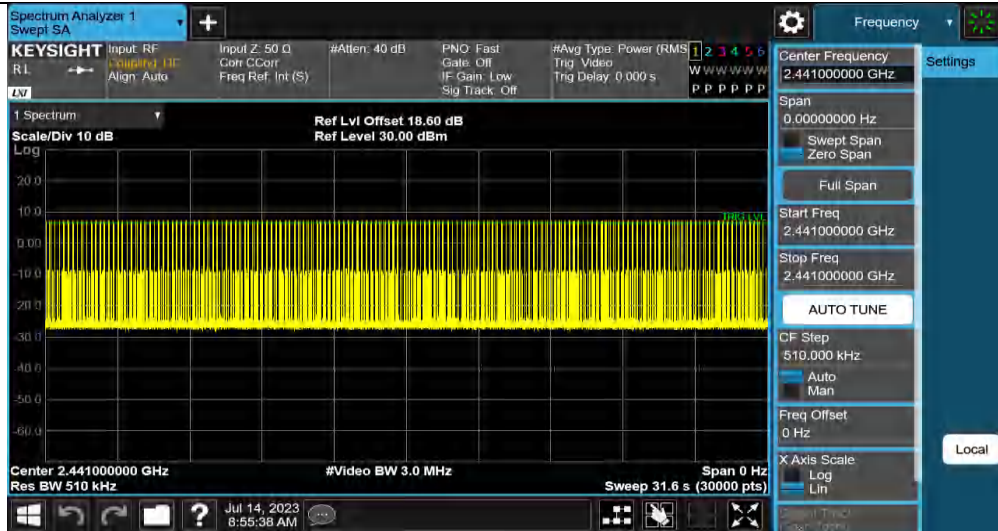 Spectrum Analyzer 1
Swept SA
+
Frequency
KEYSIGHT
RL
LXI
Input: RF
Coupling: DC
Align: Auto
Input Z: 50 Ω
Corr CCorr
Freq Ref: Int (S)
#Atten: 40 dB
PNO: Fast
Gate: Off
IF Gain: Low
Sig Track: Off
#Avg Type: Power (RMS
Trig: Video
Trig Delay: 0.000 s
1 2 3 4 5 6
W W W W W W
P P P P P P
1 Spectrum
Scale/Div 10 dB
Log
Ref Lvl Offset 18.60 dB
Ref Level 30.00 dBm
20.0
10.0
0.00
-10.0
-20.0
-30.0
-40.0
-50.0
-60.0
TRIG LVL
Center 2.441000000 GHz
Res BW 510 kHz
#Video BW 3.0 MHz
Span 0 Hz
Sweep 31.6 s (30000 pts)
Center Frequency
2.441000000 GHz
Settings
Span
0.00000000 Hz
Swept Span
Zero Span
Full Span
Start Freq
2.441000000 GHz
Stop Freq
2.441000000 GHz
AUTO TUNE
CF Step
510.000 kHz
Auto
Man
Freq Offset
0 Hz
X Axis Scale
Log
Lin
Local
?
Jul 14, 2023
8:55:38 AM